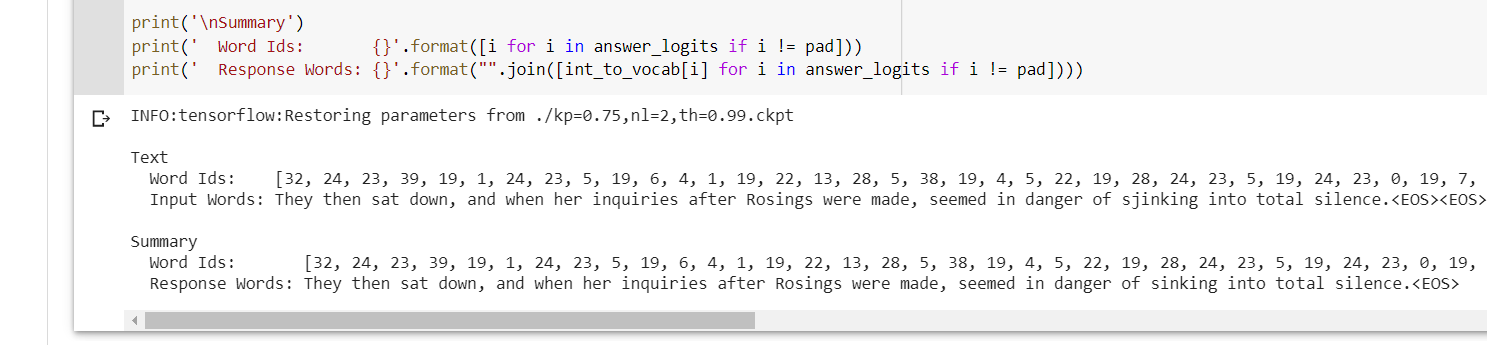 print('\nSummary')
print('  Word Ids:       {}'.format([i for i in answer_logits if i != pad]))
print('  Response Words: {}'.format("".join([int_to_vocab[i] for i in answer_logits if i != pad])))
INFO:tensorflow:Restoring parameters from ./kp=0.75,nl=2,th=0.99.ckpt
Text
  Word Ids:    [32, 24, 23, 39, 19, 1, 24, 23, 5, 19, 6, 4, 1, 19, 22, 13, 28, 5, 38, 19, 4, 5, 22, 19, 28, 24, 23, 5, 19, 24, 23, 0, 19, 7,
  Input Words: They then sat down, and when her inquiries after Rosings were made, seemed in danger of sjinking into total silence.<EOS><EOS>
Summary
  Word Ids:       [32, 24, 23, 39, 19, 1, 24, 23, 5, 19, 6, 4, 1, 19, 22, 13, 28, 5, 38, 19, 4, 5, 22, 19, 28, 24, 23, 5, 19, 24, 23, 0, 19,
  Response Words: They then sat down, and when her inquiries after Rosings were made, seemed in danger of sinking into total silence.<EOS>